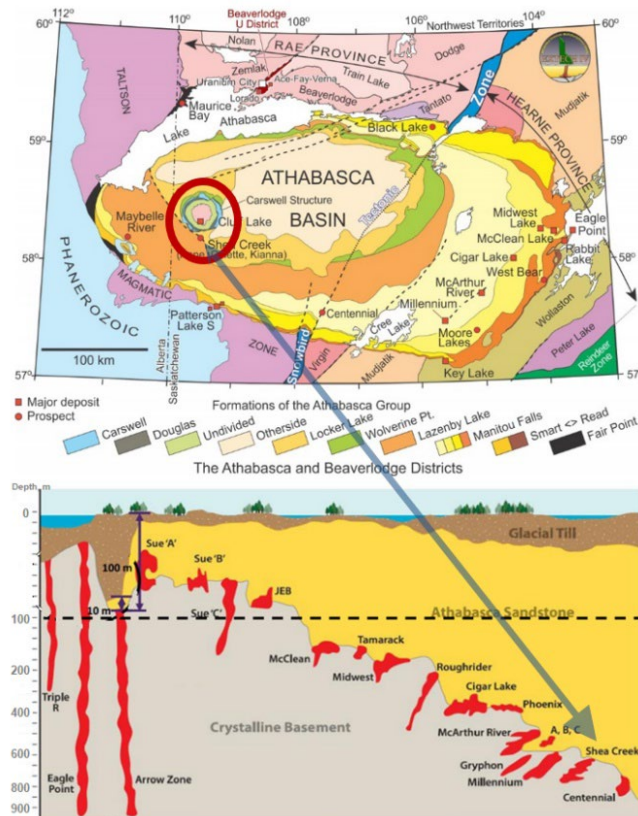 112°
110°
Beaverlodge
U District
108°
106°
Northwest Territories
104°
60°
60°
Nolan
RAE PROVINCE
Dodge
Zemlak
Uranium City
Ace-Fay-Verna
Train Lake
Zone
TALTSON
Lorado
Beaverlodge
HEARNE PROVINCE
Maurice
Bay
Tantato
Mudjatik
59°
Lake
Athabasca
Black Lake
59°
ATHABASCA
Carswell Structure
BASIN
Tectonic
Midwest
Lake
Eagle
Point
Maybelle
River
Cluff Lake
Shea Creek
McClean Lake
58°
Cigar Lake
Rabbit
Lake
58
West Bear
PHANEROZOIC
MAGMATIC
McArthur
River
Millennium
Wollaston
Patterson
Lake S
Centennial
Cree
Lake
Moore
Lakes
Peter Lake
100 km
ZONE
Snowbird
Virgin
Mudjatik
Key Lake
Reindeer
Zone
57°
Alberta
Saskatchewan
57
Major deposit
Prospect
Formations of the Athabasca Group
Carswell
Douglas
Undivided
Otherside
Locker Lake
Wolverine Pt.
Lazenby Lake
Manitou Falls
Smart <> Read
Fair Point
The Athabasca and Beaverlodge Districts
Depth, m
0
Glacial Till
Sue 'A'
Sue 'B'
100 m
JEB
10 m
Sue 'C'
Athabasca Sandstone
100
McClean
Tamarack
200
Midwest
Roughrider
300
Triple
R
Cigar Lake
Phoenix
400
Crystalline Basement
McArthur River
A, B, C
500
Shea Creek
600
Gryphon
700
Eagle
Point
Arrow Zone
Millennium
800
Centennial
900